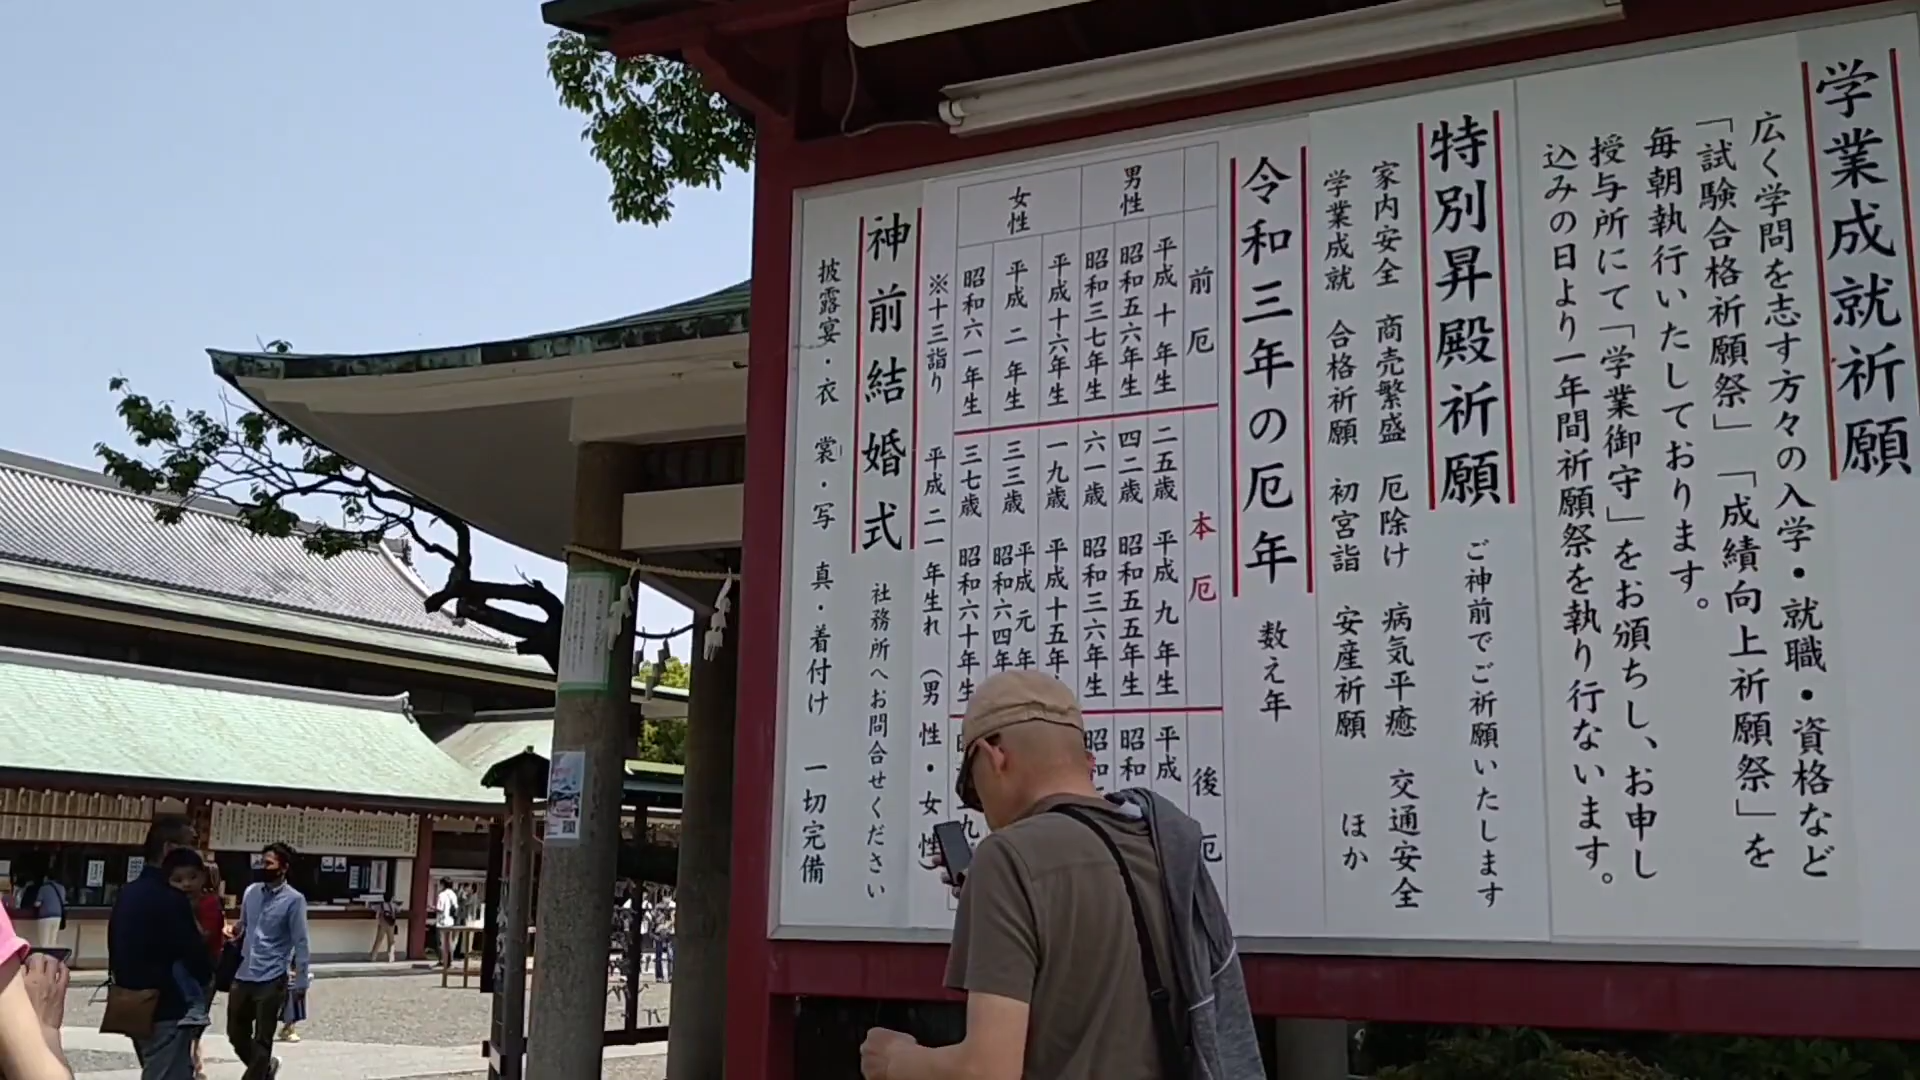 学業成就祈願
広く学問を志す方々の入学・就職・資格など
「試験合格祈願祭」「成績向上祈願祭」を
毎朝執行いたしております。
授与所にて「学業御守」をお頒ちし、お申し
込みの日より一年間祈願祭を執り行ないます。
特別昇殿祈願 ご神前でご祈願いたします
家内安全 商売繁盛 厄除け 病気平癒 交通安全
学業成就 合格祈願 初宮詣 安産祈願 ほか
令和三年の厄年 数え年
前厄 本厄 後厄
男性
平成十年生 二五歳 平成九年生 平成
昭和五六年生 四二歳 昭和五五年生 昭和
昭和三七年生 六一歳 昭和三六年生 昭和
女性
平成十六年生 一九歳 平成十五年
平成二年生 三三歳 平成元年 昭和六四年
昭和六一年生 三七歳 昭和六十年生
※十三詣り 平成二一年生れ (男性・女性
神前結婚式 社務所へお問合せください
披露宴・衣裳・写真・着付け 一切完備